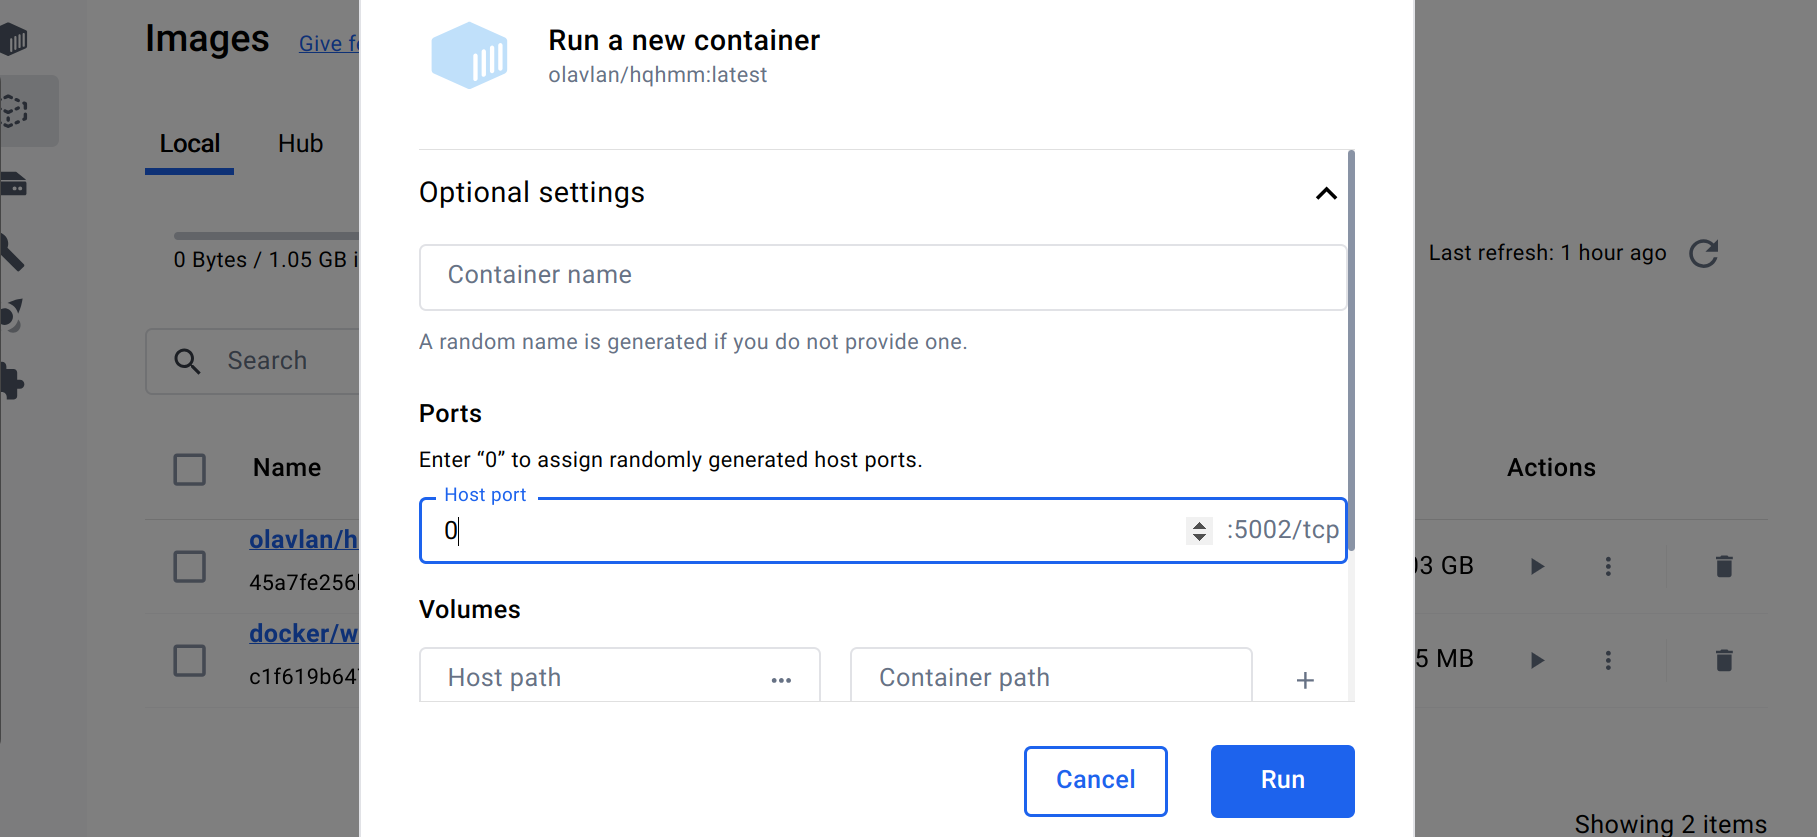 Images
Give f
Local
Hub
0 Bytes / 1.05 GB i
Search
Name
olavlan/h
45a7fe256
docker/w
c1f619b64
Run a new container
olavlan/hqhmm:latest
Optional settings
Container name
A random name is generated if you do not provide one.
Ports
Enter “0” to assign randomly generated host ports.
Host port
0
:5002/tcp
Volumes
Host path
Container path
Cancel
Run
Last refresh: 1 hour ago
Actions
03 GB
5 MB
Showing 2 items